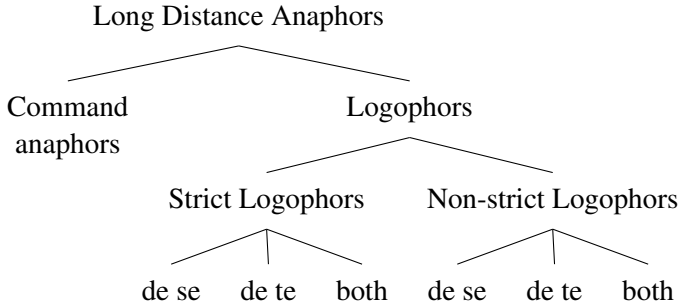 Long Distance Anaphors
Command
anaphors
Logophors
Strict Logophors
Non-strict Logophors
de se
de te
both
de se
de te
both